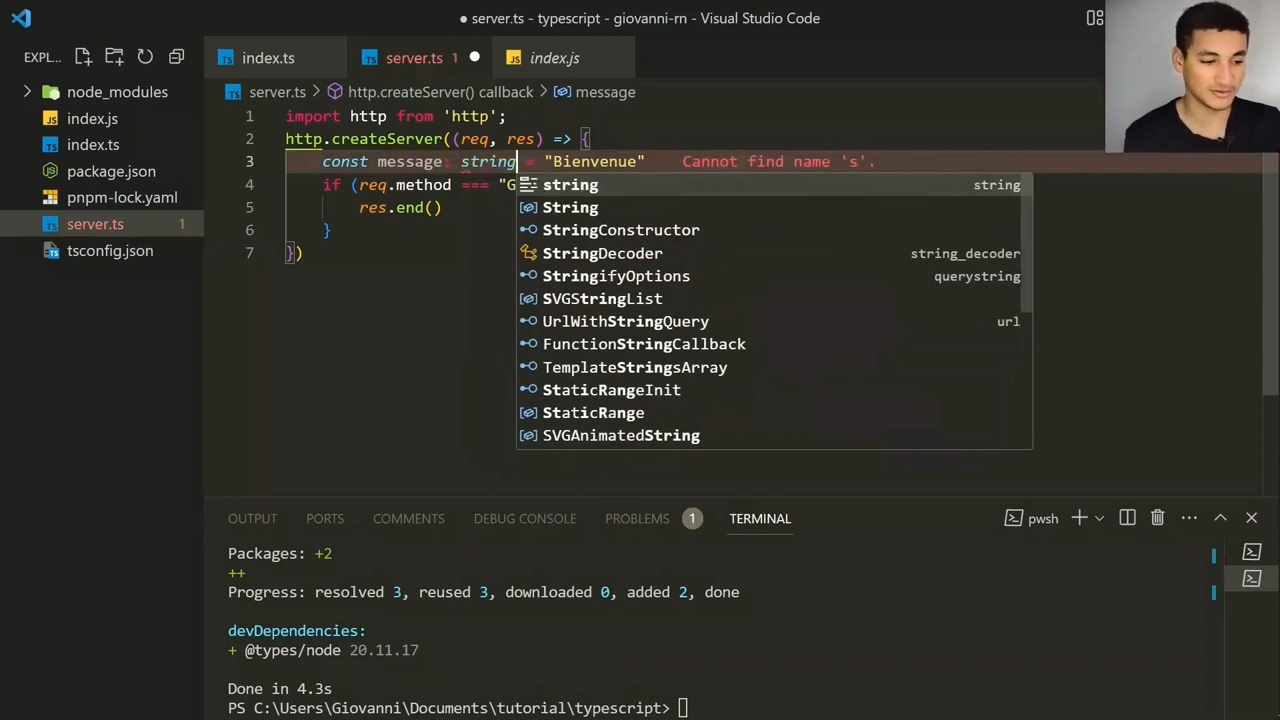 ● server.ts - typescript - giovanni-rn - Visual Studio Code
EXPL...
index.ts
server.ts 1
index.js
node_modules
index.js
index.ts
package.json
pnpm-lock.yaml
server.ts 1
tsconfig.json
server.ts > http.createServer() callback > message
1 import http from 'http';
2 http.createServer((req, res) => {
3 const message: string = "Bienvenue" Cannot find name 's'.
4 if (req.method === "G
5 res.end()
6 }
7 })
string string
String
StringConstructor
StringDecoder string_decoder
StringifyOptions querystring
SVGStringList
UrlWithStringQuery url
FunctionStringCallback
TemplateStringsArray
StaticRangeInit
StaticRange
SVGAnimatedString
OUTPUT PORTS COMMENTS DEBUG CONSOLE PROBLEMS 1 TERMINAL
pwsh
Packages: +2
++
Progress: resolved 3, reused 3, downloaded 0, added 2, done
devDependencies:
+ @types/node 20.11.17
Done in 4.3s
PS C:\Users\Giovanni\Documents\tutorial\typescript>